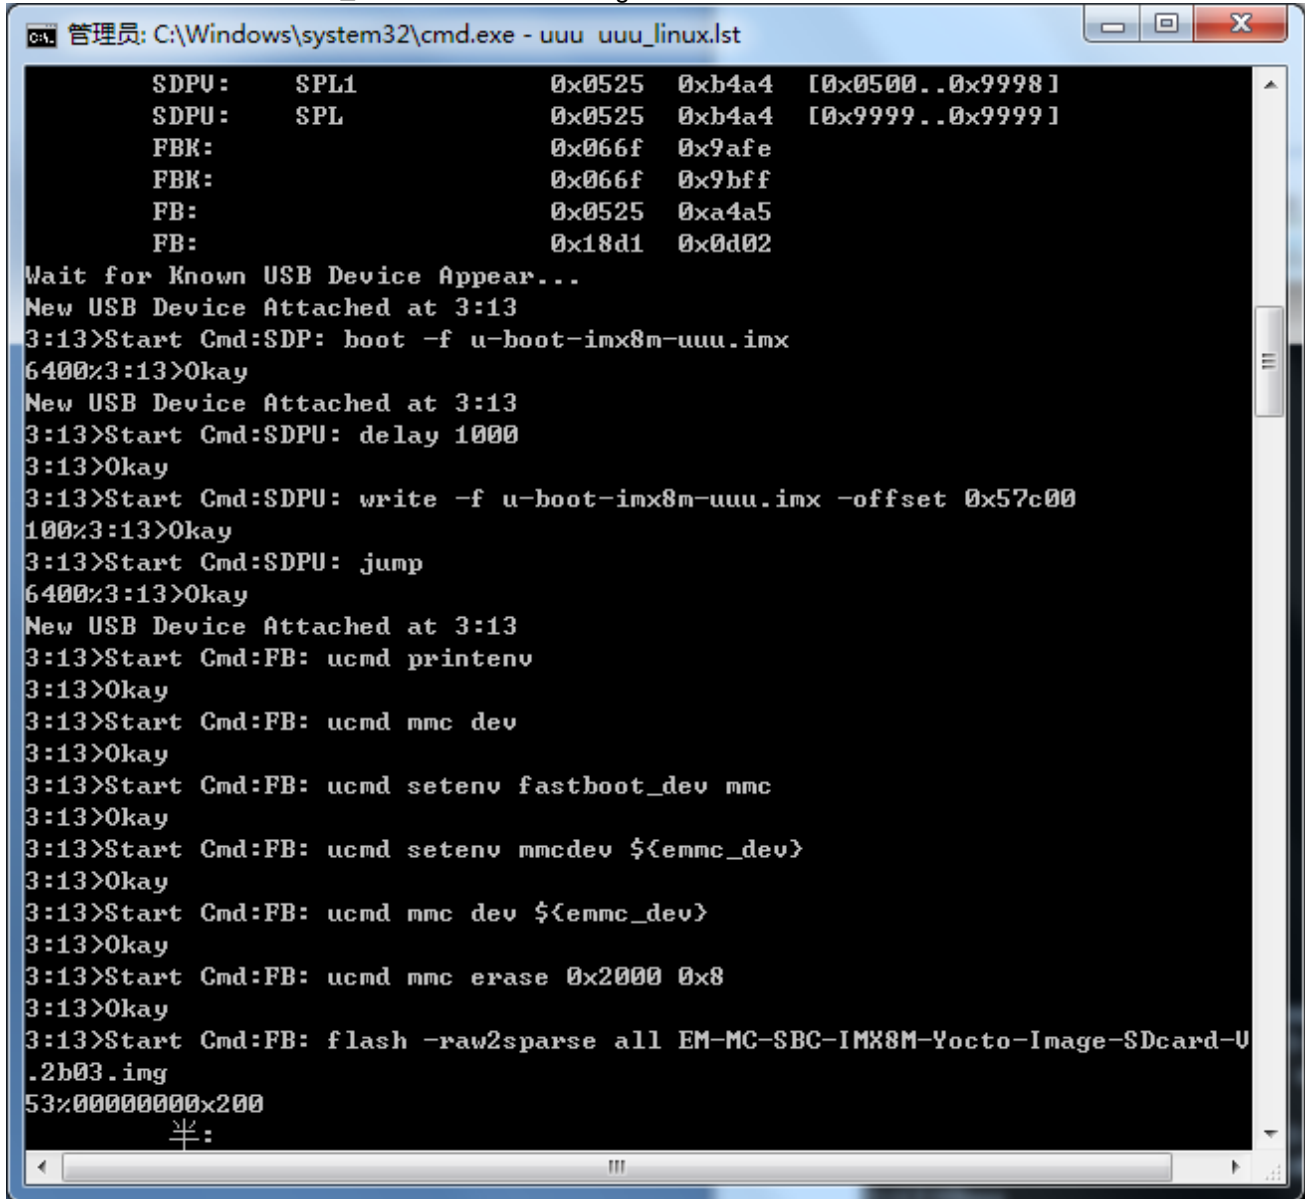 管理员: C:\Windows\system32\cmd.exe - uuu uuu_linux.lst
SDPU: SPL1 0x0525 0xb4a4 [0x0500..0x9998]
SDPU: SPL 0x0525 0xb4a4 [0x9999..0x9999]
FBK: 0x066f 0x9afe
FBK: 0x066f 0x9bff
FB: 0x0525 0xa4a5
FB: 0x18d1 0x0d02
Wait for Known USB Device Appear...
New USB Device Attached at 3:13
3:13>Start Cmd:SDP: boot -f u-boot-imx8m-uuu.imx
6400%3:13>Okay
New USB Device Attached at 3:13
3:13>Start Cmd:SDPU: delay 1000
3:13>Okay
3:13>Start Cmd:SDPU: write -f u-boot-imx8m-uuu.imx -offset 0x57c00
100%3:13>Okay
3:13>Start Cmd:SDPU: jump
6400%3:13>Okay
New USB Device Attached at 3:13
3:13>Start Cmd:FB: ucmd printenv
3:13>Okay
3:13>Start Cmd:FB: ucmd mmc dev
3:13>Okay
3:13>Start Cmd:FB: ucmd setenv fastboot_dev mmc
3:13>Okay
3:13>Start Cmd:FB: ucmd setenv mmcdev ${emmc_dev}
3:13>Okay
3:13>Start Cmd:FB: ucmd mmc dev ${emmc_dev}
3:13>Okay
3:13>Start Cmd:FB: ucmd mmc erase 0x2000 0x8
3:13>Okay
3:13>Start Cmd:FB: flash -raw2sparse all EM-MC-SBC-IMX8M-Yocto-Image-SDcard-V
.2b03.img
53%00000000x200
半: